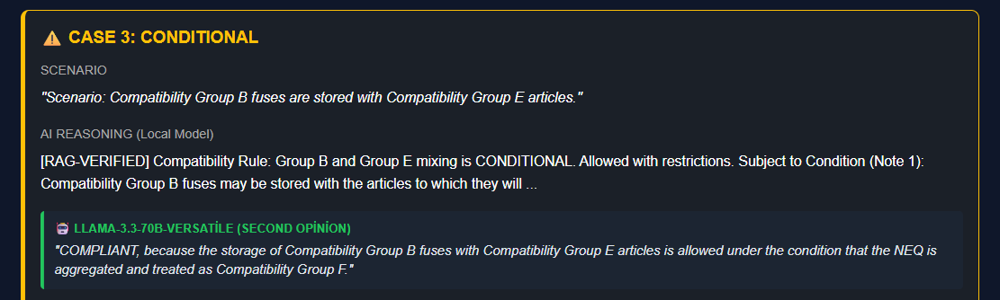 ⚠️ CASE 3: CONDITIONAL
SCENARIO
"Scenario: Compatibility Group B fuses are stored with Compatibility Group E articles."
AI REASONING (Local Model)
[RAG-VERIFIED] Compatibility Rule: Group B and Group E mixing is CONDITIONAL. Allowed with restrictions. Subject to Condition (Note 1):
Compatibility Group B fuses may be stored with the articles to which they will ...
LLAMA-3.3-70B-VERSATİLE (SECOND OPİNİON)
"COMPLIANT, because the storage of Compatibility Group B fuses with Compatibility Group E articles is allowed under the condition that the NEQ is
aggregated and treated as Compatibility Group F."